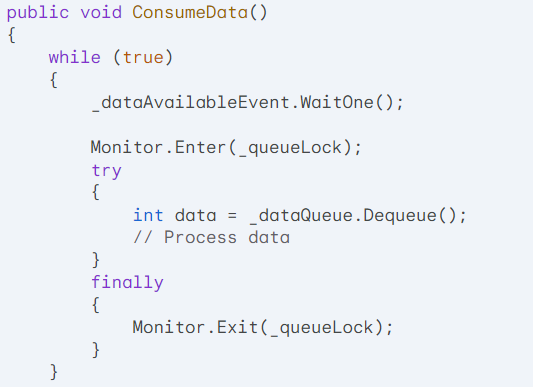 public void ConsumeData()
{
    while (true)
    {
        _dataAvailableEvent.WaitOne();

        Monitor.Enter(_queueLock);
        try
        {
            int data = _dataQueue.Dequeue();
            // Process data
        }
        finally
        {
            Monitor.Exit(_queueLock);
        }
    }